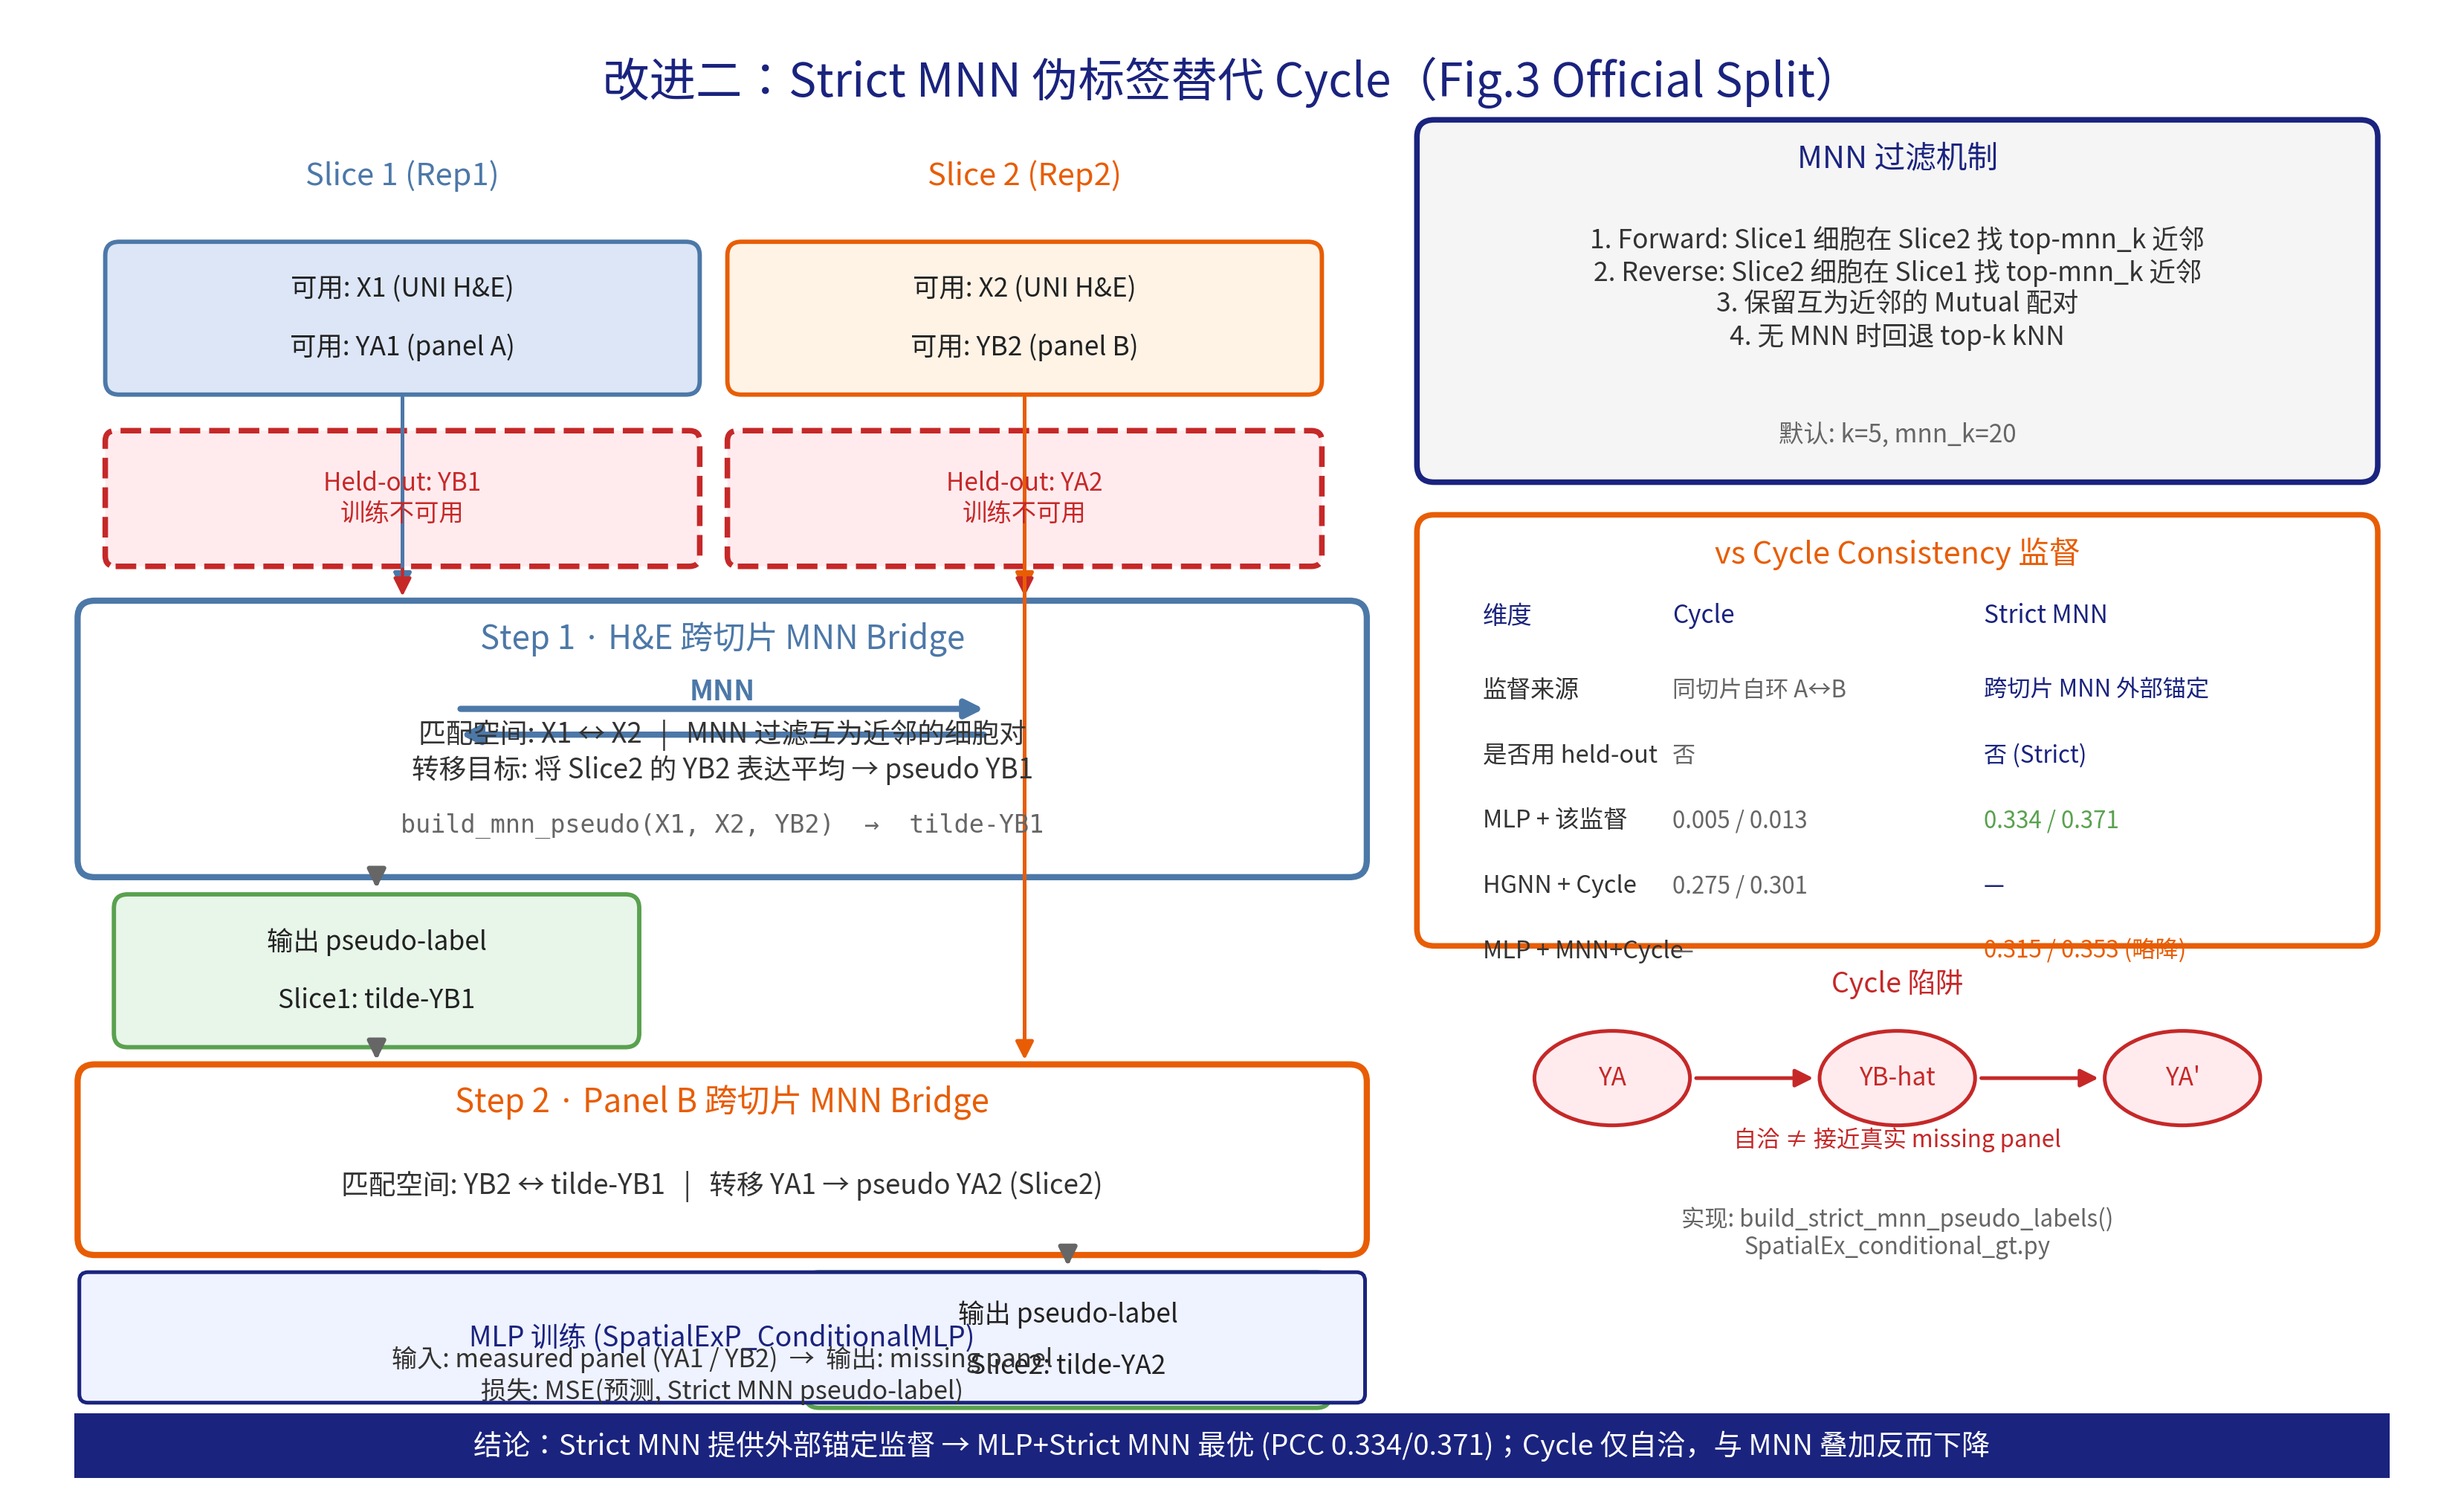 改进二：Strict MNN 伪标签替代 Cycle（Fig.3 Official Split）
Slice 1 (Rep1)
Slice 2 (Rep2)
可用: X1 (UNI H&E)
可用: YA1 (panel A)
可用: X2 (UNI H&E)
可用: YB2 (panel B)
Held-out: YB1
训练不可用
Held-out: YA2
训练不可用
Step 1 · H&E 跨切片 MNN Bridge
MNN
匹配空间: X1 ↔ X2 | MNN 过滤互为近邻的细胞对
转移目标: 将 Slice2 的 YB2 表达平均 → pseudo YB1
build_mnn_pseudo(X1, X2, YB2) → tilde-YB1
输出 pseudo-label
Slice1: tilde-YB1
Step 2 · Panel B 跨切片 MNN Bridge
匹配空间: YB2 ↔ tilde-YB1 | 转移 YA1 → pseudo YA2 (Slice2)
输出 pseudo-label
Slice2: tilde-YA2
MLP 训练 (SpatialExP_ConditionalMLP)
输入: measured panel (YA1 / YB2) → 输出: missing panel
损失: MSE(预测, Strict MNN pseudo-label)
MNN 过滤机制
1. Forward: Slice1 细胞在 Slice2 找 top-mnn_k 近邻
2. Reverse: Slice2 细胞在 Slice1 找 top-mnn_k 近邻
3. 保留互为近邻的 Mutual 配对
4. 无 MNN 时回退 top-k kNN
默认: k=5, mnn_k=20
vs Cycle Consistency 监督
维度 Cycle Strict MNN
监督来源 同切片自环 A↔B 跨切片 MNN 外部锚定
是否用 held-out 否 否 (Strict)
MLP + 该监督 0.005 / 0.013 0.334 / 0.371
HGNN + Cycle 0.275 / 0.301 —
MLP + MNN+Cycle — 0.315 / 0.353 (略降)
Cycle 陷阱
YA YB-hat YA'
自洽 ≠ 接近真实 missing panel
实现: build_strict_mnn_pseudo_labels()
SpatialEx_conditional_gt.py
结论：Strict MNN 提供外部锚定监督 → MLP+Strict MNN 最优 (PCC 0.334/0.371)；Cycle 仅自洽，与 MNN 叠加反而下降